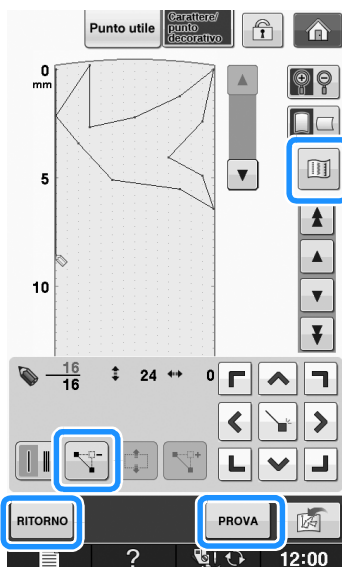 Punto utile
Carattere/
punto
decorativo
0
mm
5
10
16
16
24
0
RITORNO
PROVA
?
12:00